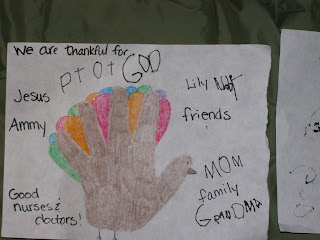 We are thankful for
PT OT GOD
Jesus
Ammy
Good
nurses &
doctors!
Lily
friends
MOM
family
GRANDMA